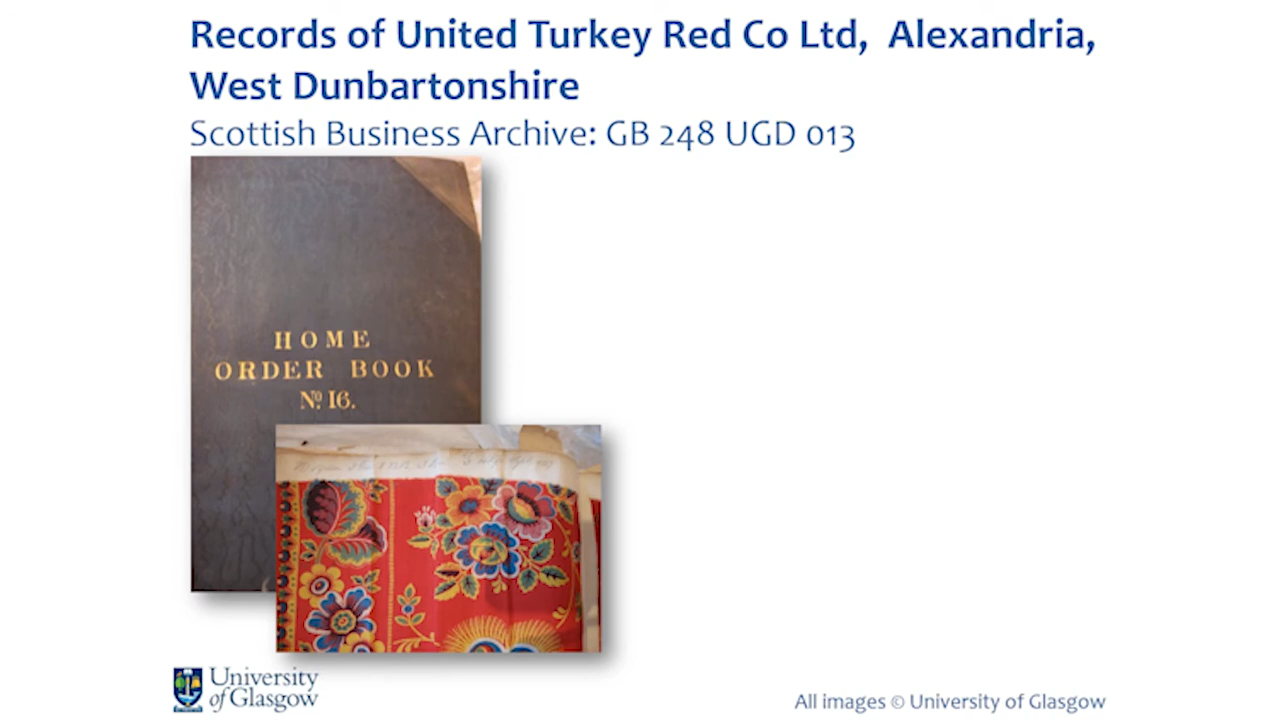 Records of United Turkey Red Co Ltd, Alexandria,
West Dunbartonshire
Scottish Business Archive: GB 248 UGD 013
HOME
ORDER BOOK
No. 16.
University
of Glasgow
All images © University of Glasgow